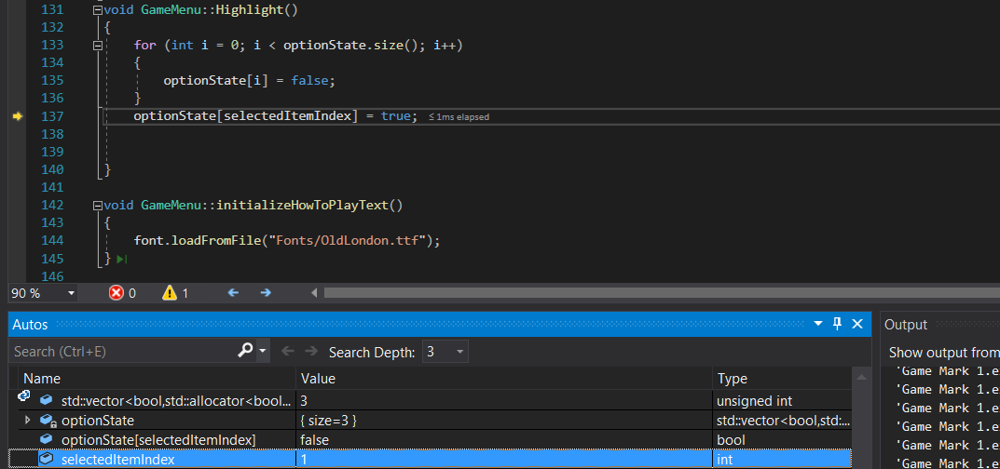 131 void GameMenu::Highlight()
132 {
133 for (int i = 0; i < optionState.size(); i++)
134 {
135 optionState[i] = false;
136 }
137 optionState[selectedItemIndex] = true; ≤ 1ms elapsed
138
139
140 }
141
142 void GameMenu::initializeHowToPlayText()
143 {
144 font.loadFromFile("Fonts/OldLondon.ttf");
145 }
146
90 % 0 1
Autos
Search (Ctrl+E) Search Depth: 3
Name Value Type
std::vector<bool,std::allocator<bool... 3 unsigned int
optionState { size=3 } std::vector<bool,std:...
optionState[selectedItemIndex] false bool
selectedItemIndex 1 int
Output
Show output from
'Game Mark 1.e
'Game Mark 1.e
'Game Mark 1.e
'Game Mark 1.e
'Game Mark 1.e
'Game Mark 1.e